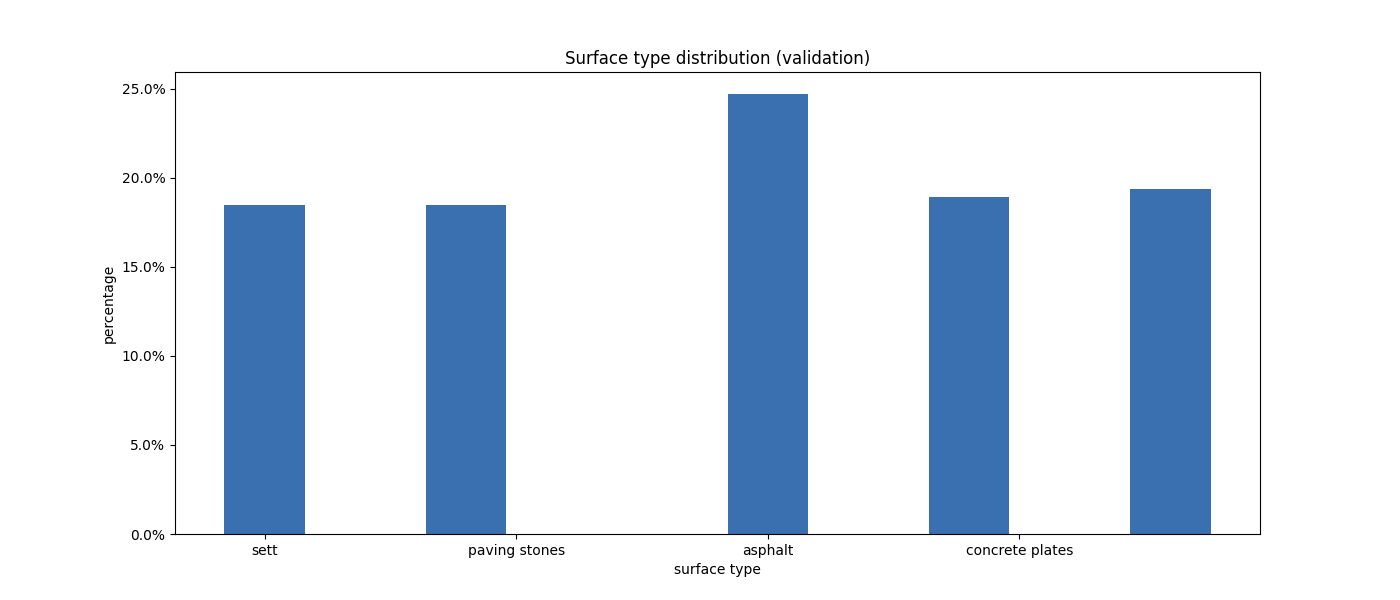 Surface type distribution (validation)
25.0%
20.0%
15.0%
10.0%
5.0%
0.0%
percentage
sett paving stones asphalt concrete plates
surface type